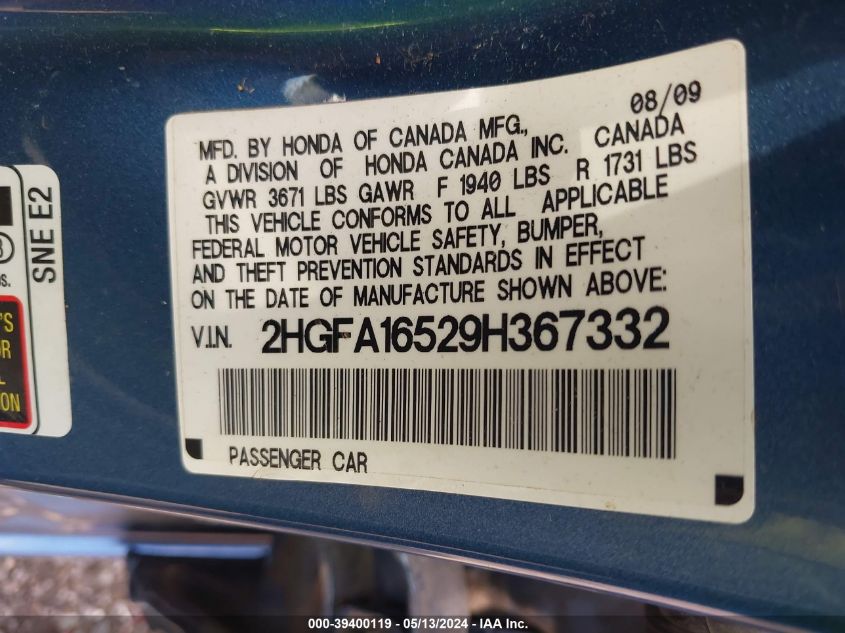 08/09
MFD. BY HONDA OF CANADA MFG.,
A DIVISION OF HONDA CANADA INC. CANADA
GVWR 3671 LBS GAWR F 1940 LBS R 1731 LBS
THIS VEHICLE CONFORMS TO ALL APPLICABLE
FEDERAL MOTOR VEHICLE SAFETY, BUMPER,
AND THEFT PREVENTION STANDARDS IN EFFECT
ON THE DATE OF MANUFACTURE SHOWN ABOVE:
V.I.N. 2HGFA16529H367332
PASSENGER CAR
SNE E2
000-39400119 - 05/13/2024 - IAA Inc.